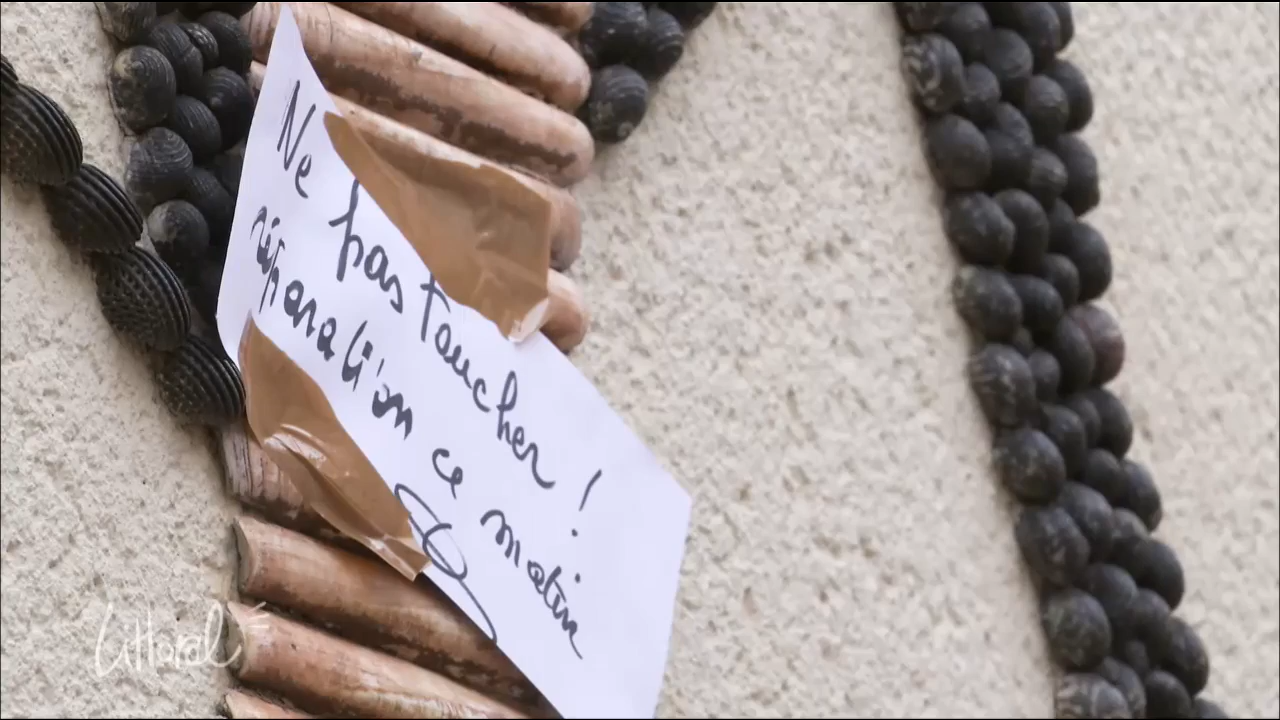 Ne pas toucher !
réparation ce matin
Littoral